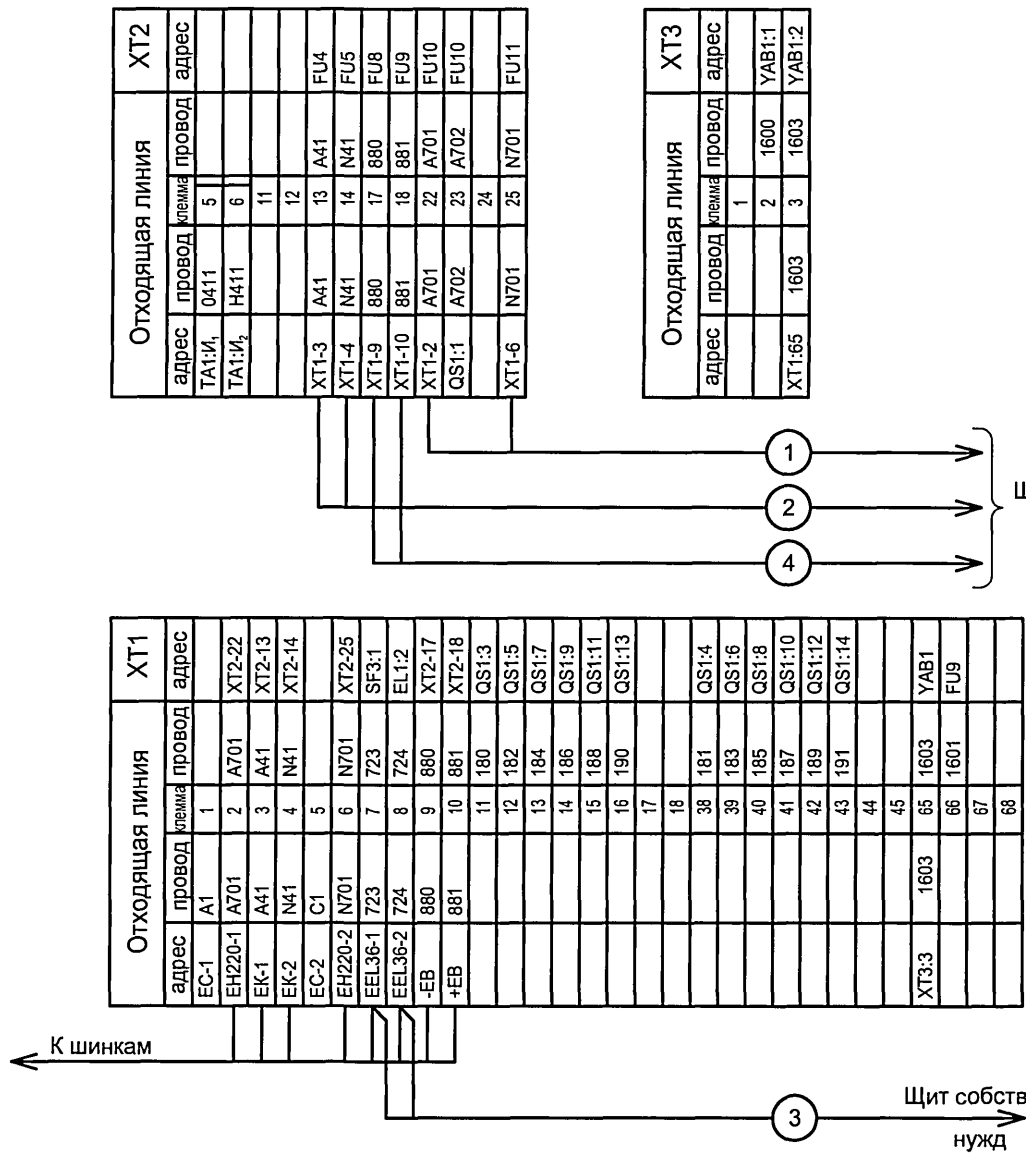 Отходящая линия XT2
адрес провод клемма провод адрес
TA1:И₁ 0411 5
TA1:И₂ Н411 6
11
12
XT1-3 A41 13 A41 FU4
XT1-4 N41 14 N41 FU5
XT1-9 880 17 880 FU8
XT1-10 881 18 881 FU9
XT1-2 A701 22 A701 FU10
QS1:1 A702 23 A702 FU10
24
XT1-6 N701 25 N701 FU11
Отходящая линия XT3
адрес провод клемма провод адрес
1
2 1600 YAB1:1
XT1:65 1603 3 1603 YAB1:2
1
2
4
Отходящая линия XT1
адрес провод клемма провод адрес
EC-1 A1 1
EH220-1 A701 2 A701 XT2-22
EK-1 A41 3 A41 XT2-13
EK-2 N41 4 N41 XT2-14
EC-2 C1 5
EH220-2 N701 6 N701 XT2-25
EEL36-1 723 7 723 SF3:1
EEL36-2 724 8 724 EL1:2
-EB 880 9 880 XT2-17
+EB 881 10 881 XT2-18
11 180 QS1:3
12 182 QS1:5
13 184 QS1:7
14 186 QS1:9
15 188 QS1:11
16 190 QS1:13
17
18
38 181 QS1:4
39 183 QS1:6
40 185 QS1:8
41 187 QS1:10
42 189 QS1:12
43 191 QS1:14
44
45
XT3:3 1603 65 1603 YAB1
66 1601 FU9
67
68
К шинкам
3
Щит собств
нужд